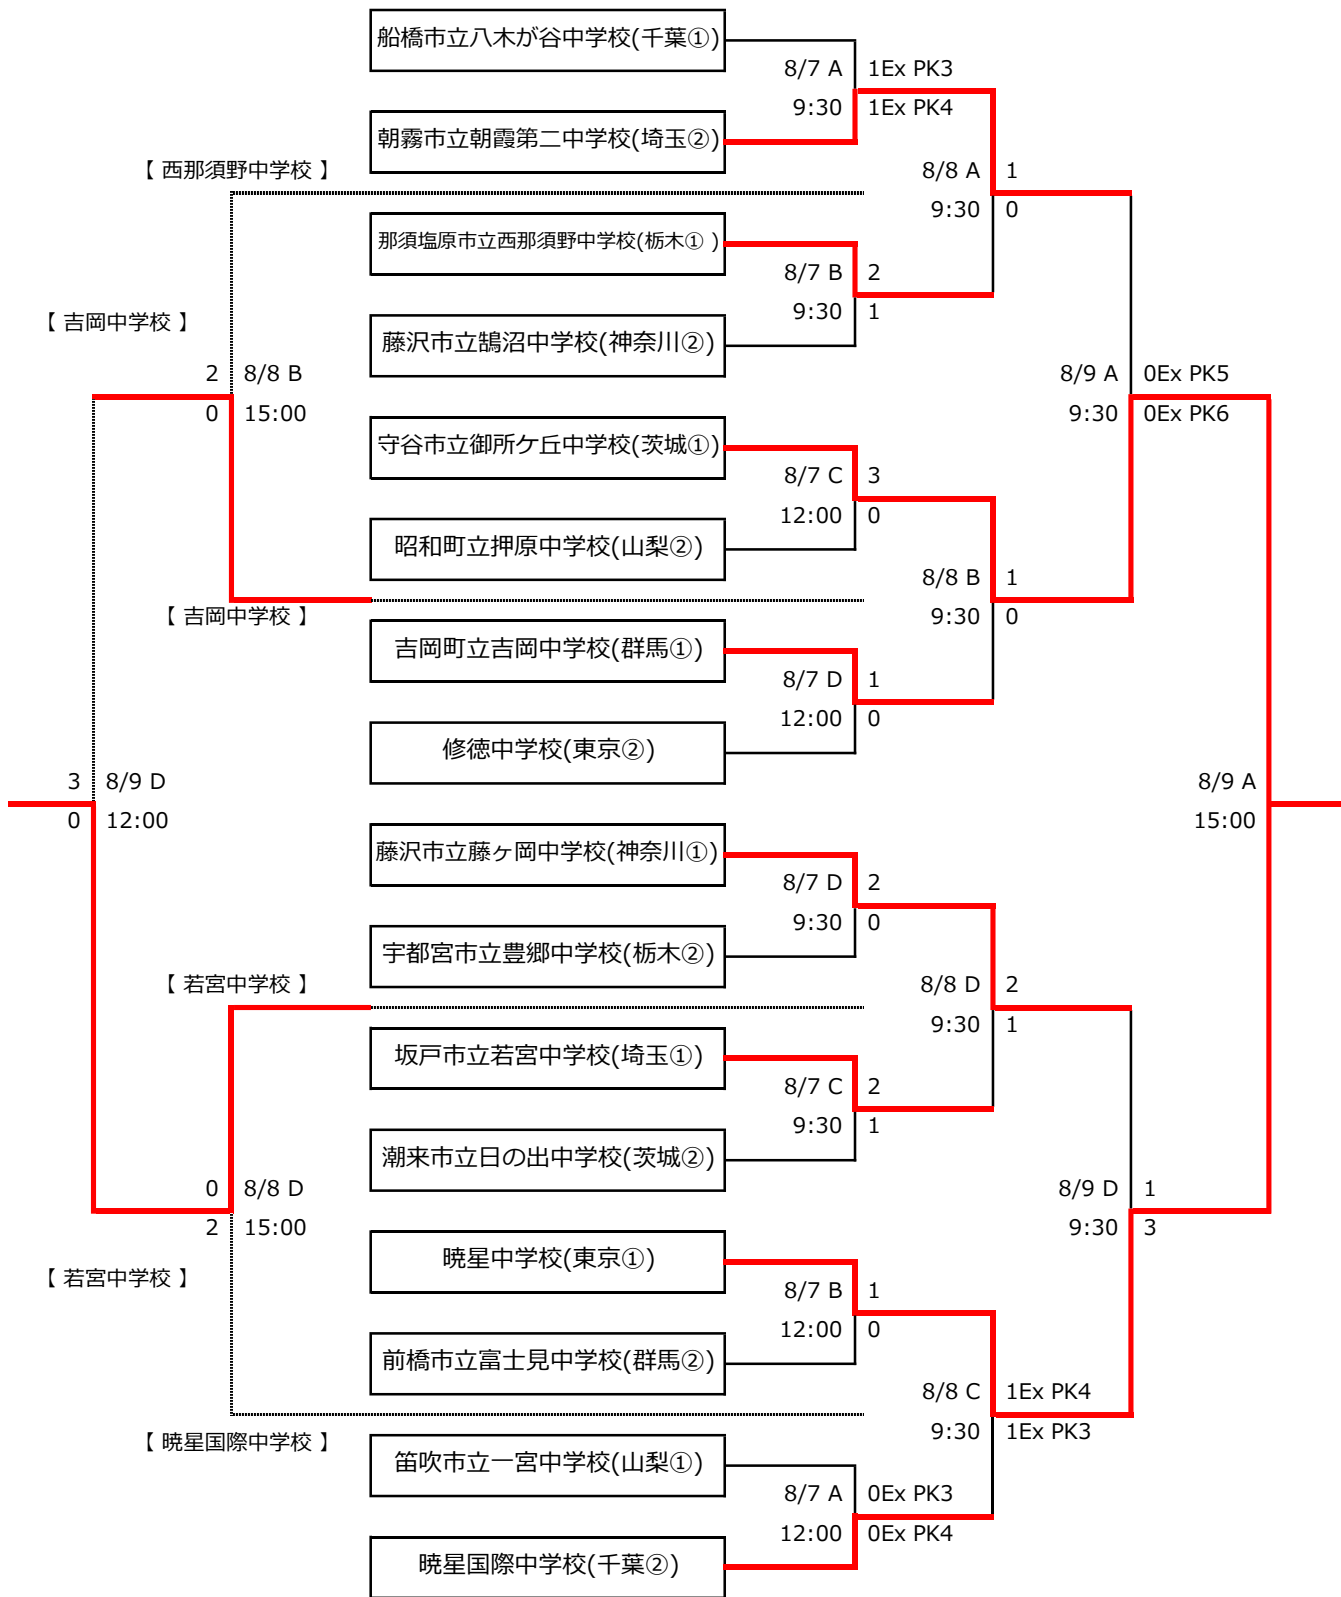 船橋市立八木が谷中学校(千葉①)
8/7 A 1Ex PK3
9:30 1Ex PK4
朝霧市立朝霞第二中学校(埼玉②)
【 西那須野中学校 】
8/8 A 1
9:30 0
那須塩原市立西那須野中学校(栃木① )
8/7 B 2
9:30 1
【 吉岡中学校 】
藤沢市立鵠沼中学校(神奈川②)
2 8/8 B
0 15:00
8/9 A 0Ex PK5
9:30 0Ex PK6
守谷市立御所ケ丘中学校(茨城①)
8/7 C 3
12:00 0
昭和町立押原中学校(山梨②)
8/8 B 1
9:30 0
【 吉岡中学校 】
吉岡町立吉岡中学校(群馬①)
8/7 D 1
12:00 0
修徳中学校(東京②)
3 8/9 D
0 12:00
8/9 A
15:00
藤沢市立藤ヶ岡中学校(神奈川①)
8/7 D 2
9:30 0
宇都宮市立豊郷中学校(栃木②)
【 若宮中学校 】
8/8 D 2
9:30 1
坂戸市立若宮中学校(埼玉①)
8/7 C 2
9:30 1
潮来市立日の出中学校(茨城②)
0 8/8 D
2 15:00
8/9 D 1
9:30 3
暁星中学校(東京①)
【 若宮中学校 】
8/7 B 1
12:00 0
前橋市立富士見中学校(群馬②)
8/8 C 1Ex PK4
9:30 1Ex PK3
【 暁星国際中学校 】
笛吹市立一宮中学校(山梨①)
8/7 A 0Ex PK3
12:00 0Ex PK4
暁星国際中学校(千葉②)